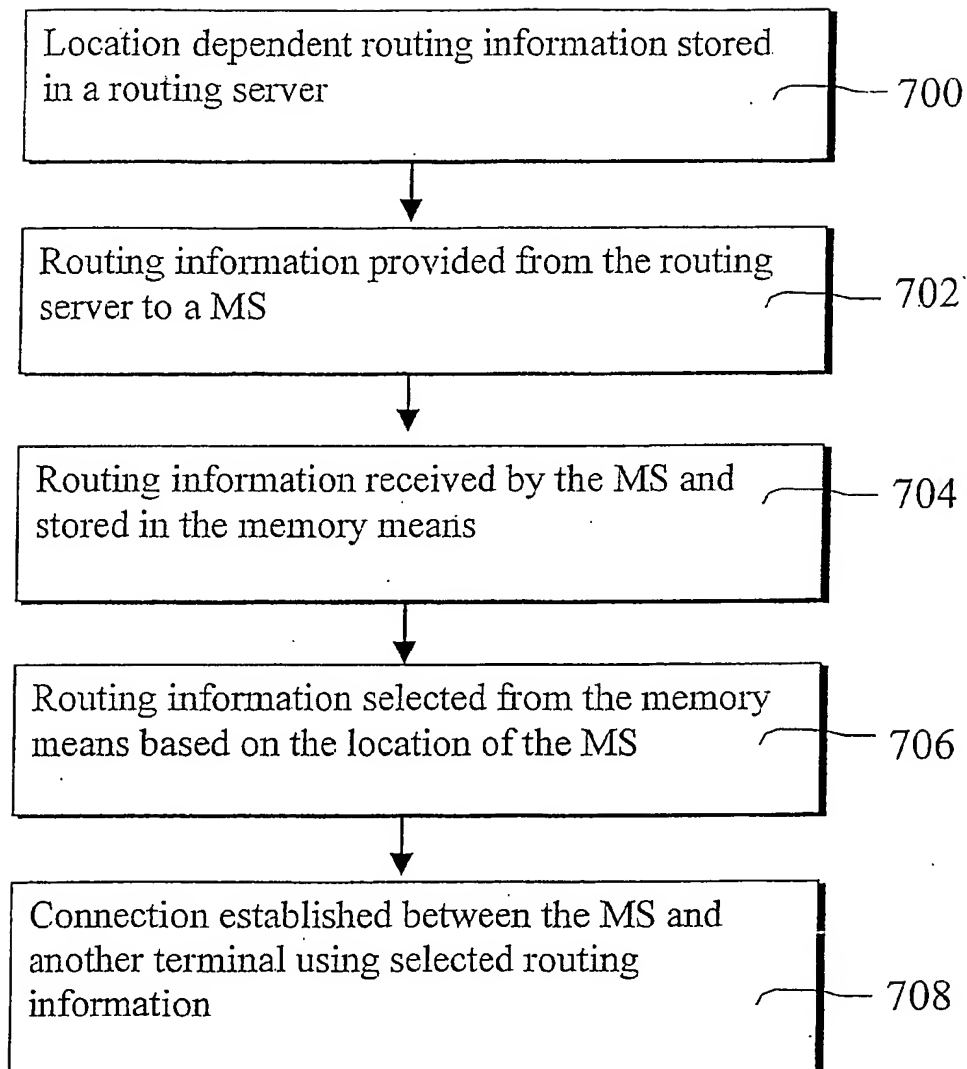 Location dependent routing information stored
in a routing server
700
Routing information provided from the routing
server to a MS
702
Routing information received by the MS and
stored in the memory means
704
Routing information selected from the memory
means based on the location of the MS
706
Connection established between the MS and
another terminal using selected routing
information
708